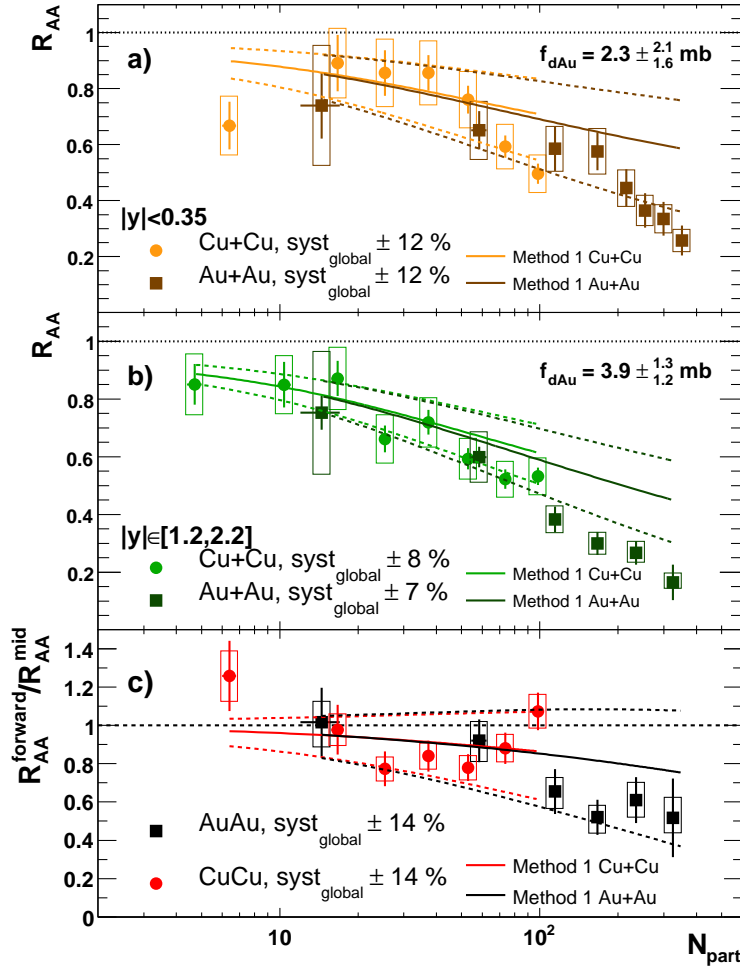 R_AA
1
0.8
0.6
0.4
0.2
a)
f_dAu = 2.3 ± 2.1 1.6 mb
|y|<0.35
Cu+Cu, syst_global ± 12 %
Au+Au, syst_global ± 12 %
Method 1 Cu+Cu
Method 1 Au+Au
R_AA
1
0.8
0.6
0.4
0.2
b)
f_dAu = 3.9 ± 1.3 1.2 mb
|y|∈[1.2,2.2]
Cu+Cu, syst_global ± 8 %
Au+Au, syst_global ± 7 %
Method 1 Cu+Cu
Method 1 Au+Au
R_AA^forward/R_AA^mid
1.4
1.2
1
0.8
0.6
0.4
0.2
0
c)
AuAu, syst_global ± 14 %
CuCu, syst_global ± 14 %
Method 1 Cu+Cu
Method 1 Au+Au
10
10²
N_part